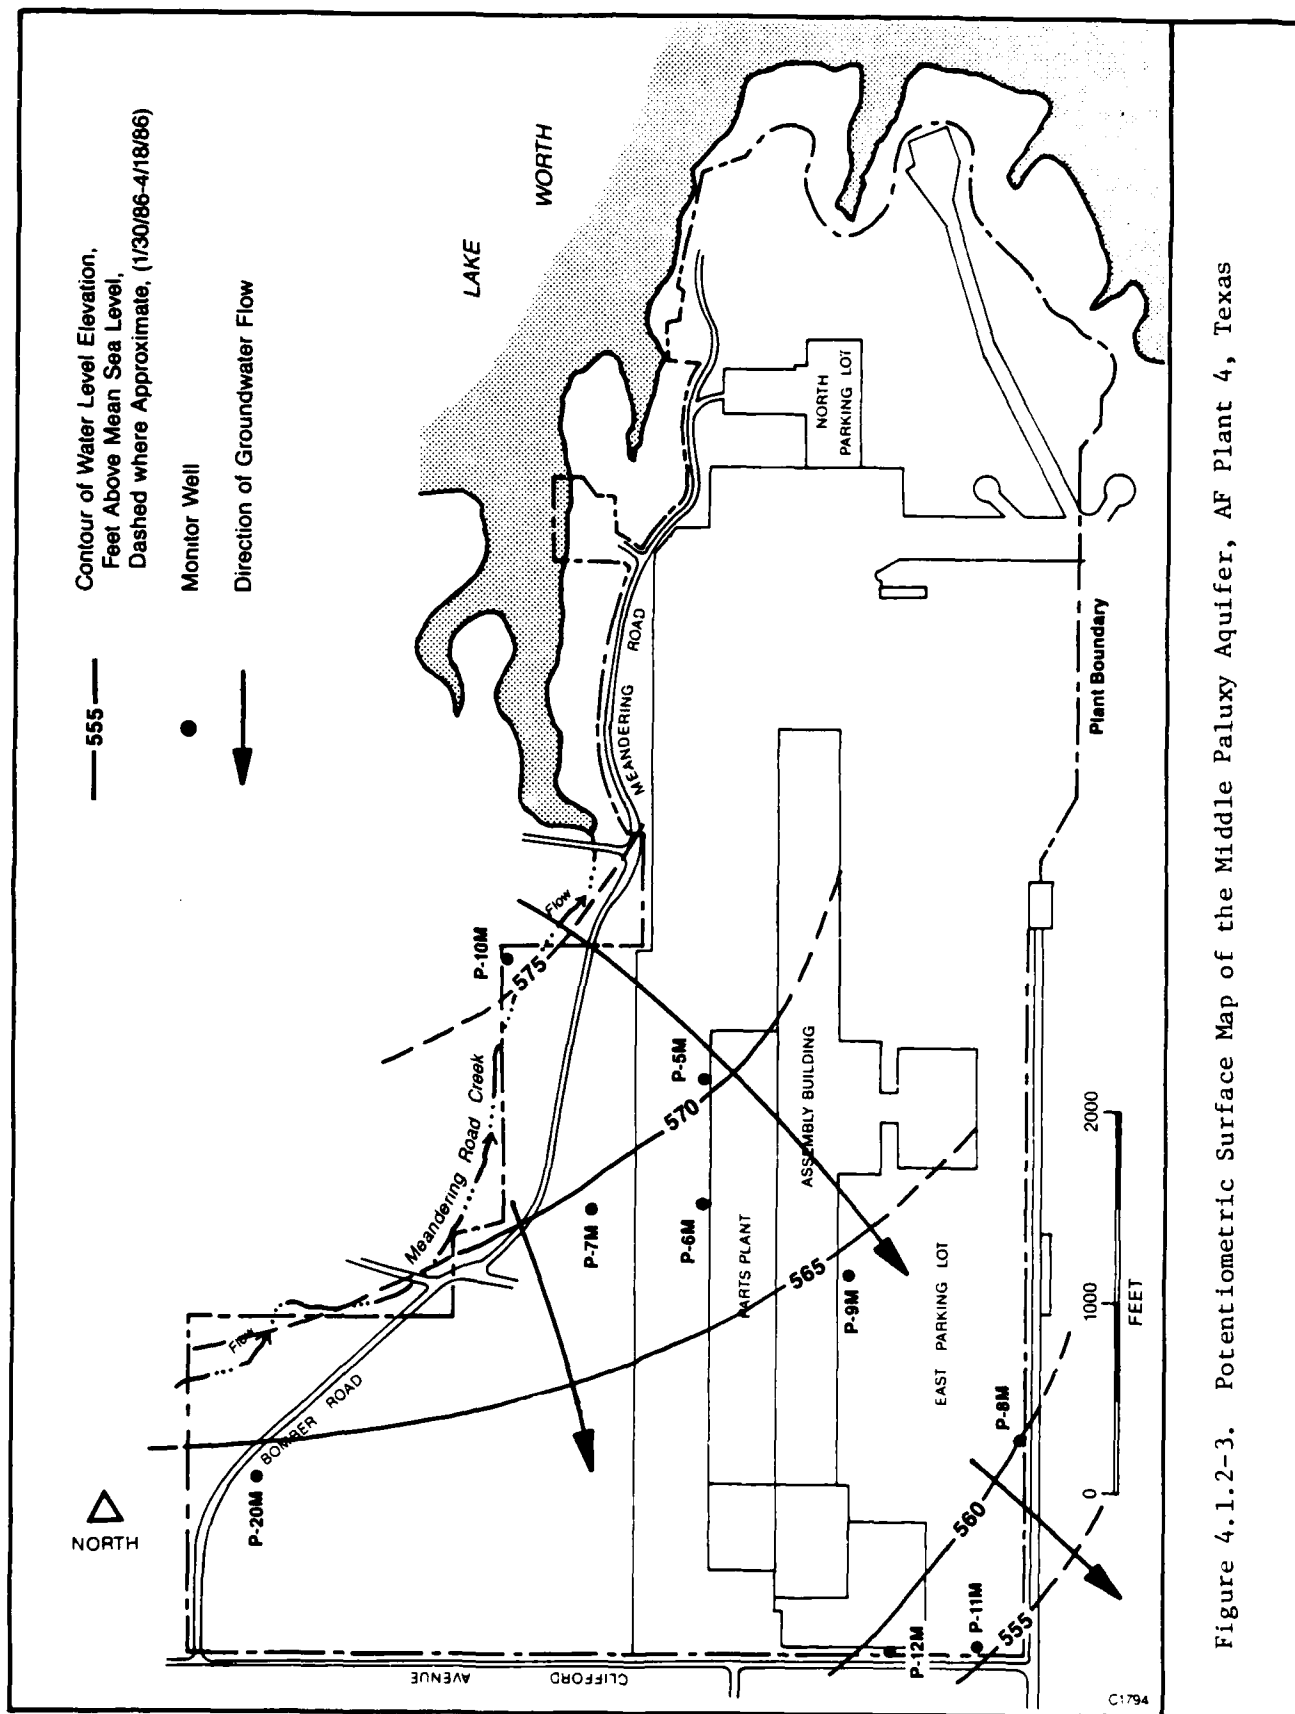 555
Contour of Water Level Elevation,
Feet Above Mean Sea Level,
Dashed where Approximate, (1/30/86-4/18/86)
Monitor Well
Direction of Groundwater Flow
LAKE
WORTH
NORTH
PARKING LOT
MEANDERING
ROAD
Plant Boundary
Flow
P-10M
575
Meandering Road Creek
P-5M
570
ASSEMBLY BUILDING
P-7M
P-6M
PARTS PLANT
565
P-9M
EAST PARKING LOT
Flow
BOMBER ROAD
P-20M
NORTH
P-8M
560
P-12M
P-11M
555
CLIFFORD
AVENUE
0
1000
2000
FEET
C1794
Figure 4.1.2-3. Potentiometric Surface Map of the Middle Paluxy Aquifer, AF Plant 4, Texas